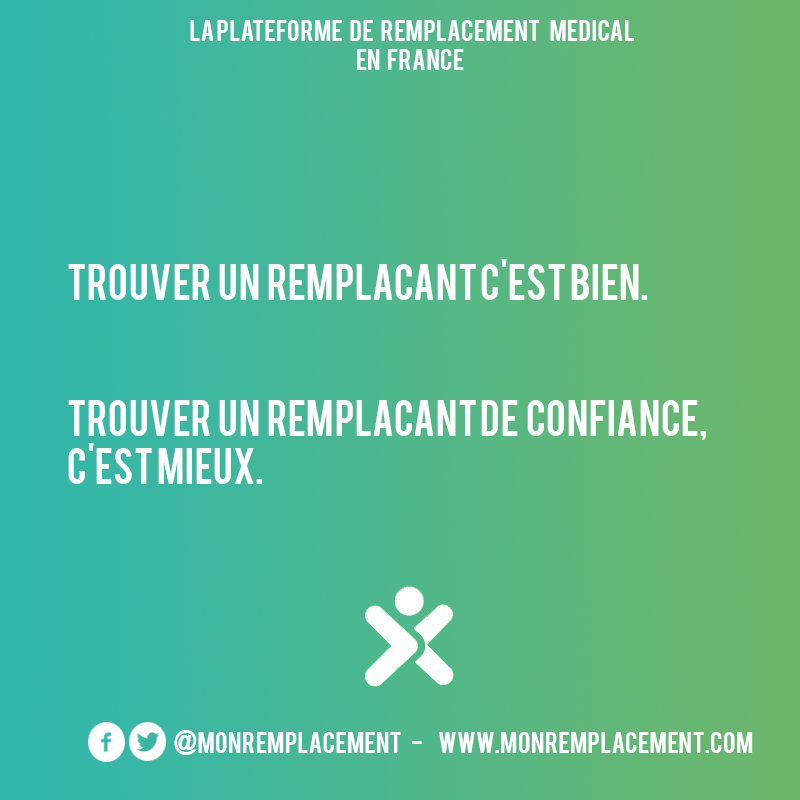 LA PLATEFORME DE REMPLACEMENT MEDICAL
EN FRANCE
TROUVER UN REMPLACANT C'EST BIEN.
TROUVER UN REMPLACANT DE CONFIANCE,
C'EST MIEUX.
@MONREMPLACEMENT - WWW.MONREMPLACEMENT.COM